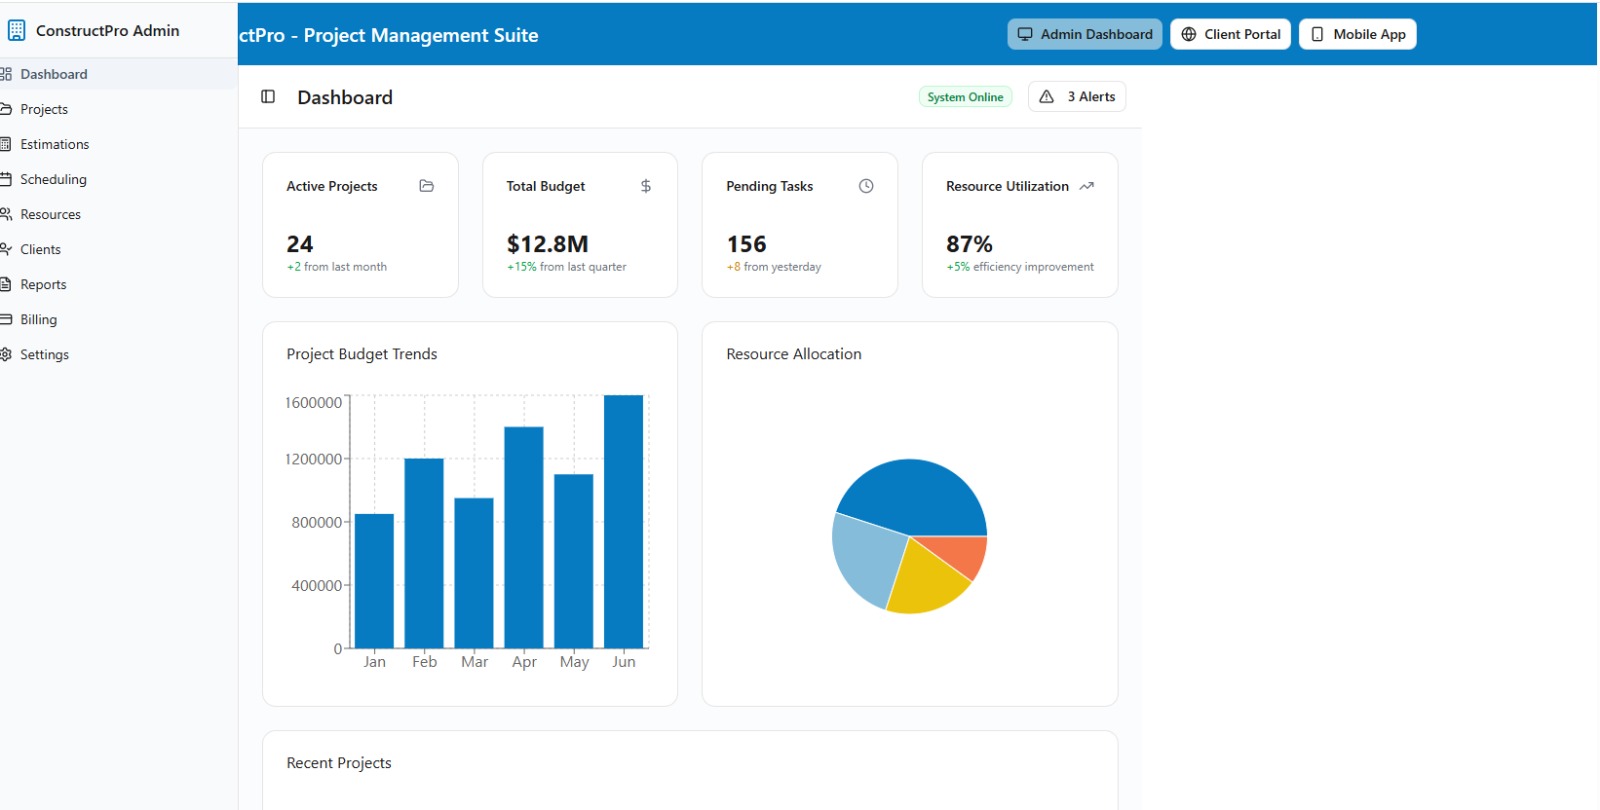 ConstructPro Admin
Dashboard
Projects
Estimations
Scheduling
Resources
Clients
Reports
Billing
Settings
ctPro - Project Management Suite
Admin Dashboard
Client Portal
Mobile App
Dashboard
System Online
3 Alerts
Active Projects
24
+2 from last month
Total Budget
$
$12.8M
+15% from last quarter
Pending Tasks
156
+8 from yesterday
Resource Utilization
87%
+5% efficiency improvement
Project Budget Trends
1600000
1200000
800000
400000
0
Jan Feb Mar Apr May Jun
Resource Allocation
Recent Projects